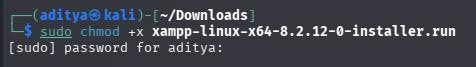 ┌──(aditya㉿kali)-[~/Downloads]
└─$ sudo chmod +x xampp-linux-x64-8.2.12-0-installer.run
[sudo] password for aditya: